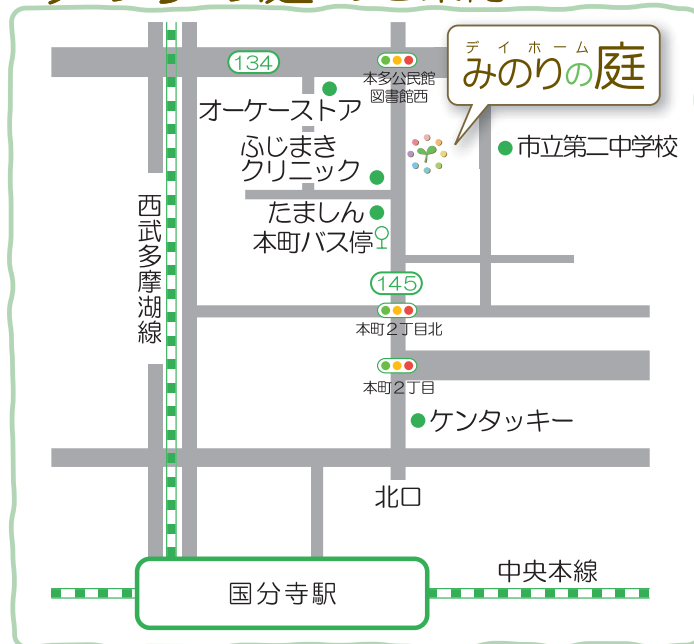 134
本多公民館
図書館西
デイホーム
みのりの庭
オーケーストア
ふじまき
クリニック
市立第二中学校
たましん
本町バス停
西武多摩湖線
145
本町2丁目北
本町2丁目
ケンタッキー
北口
中央本線
国分寺駅